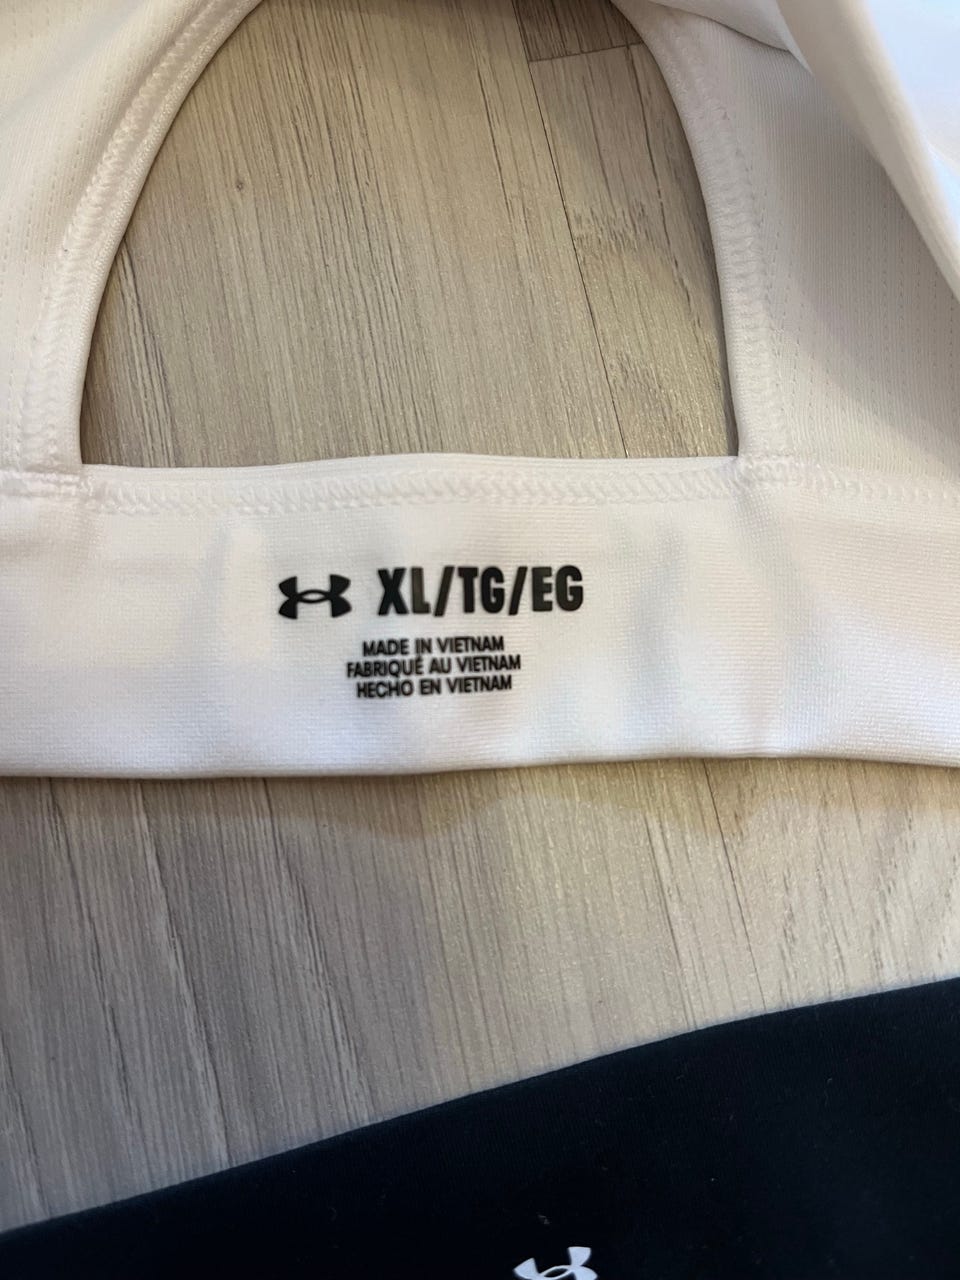 XL/TG/EG
MADE IN VIETNAM
FABRIQUÉ AU VIETNAM
HECHO EN VIETNAM